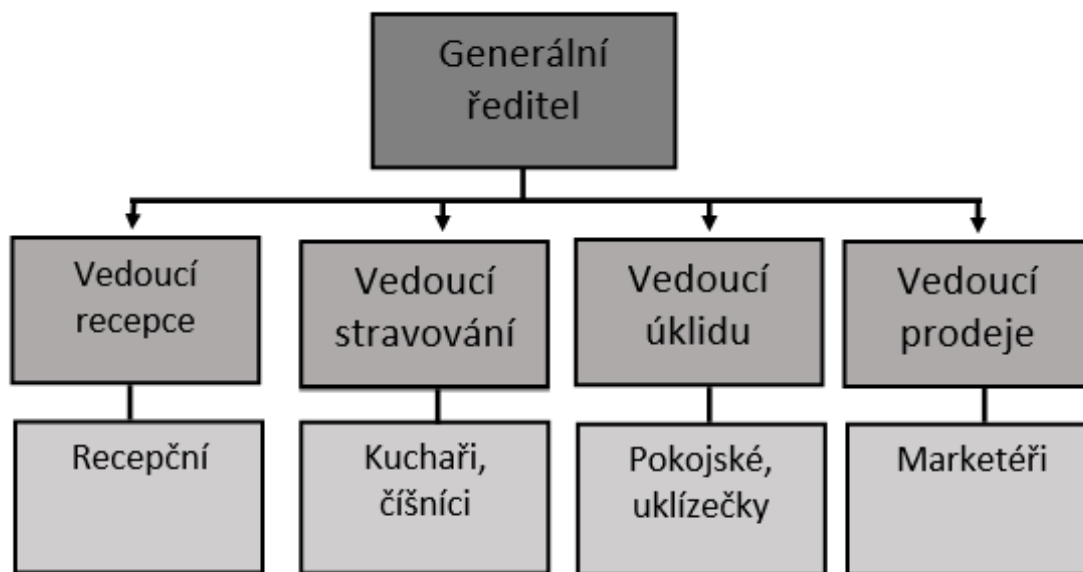 Generální
ředitel
Vedoucí
recepce
Vedoucí
stravování
Vedoucí
úklidu
Vedoucí
prodeje
Recepční
Kuchaři,
číšníci
Pokojské,
uklízečky
Marketéři